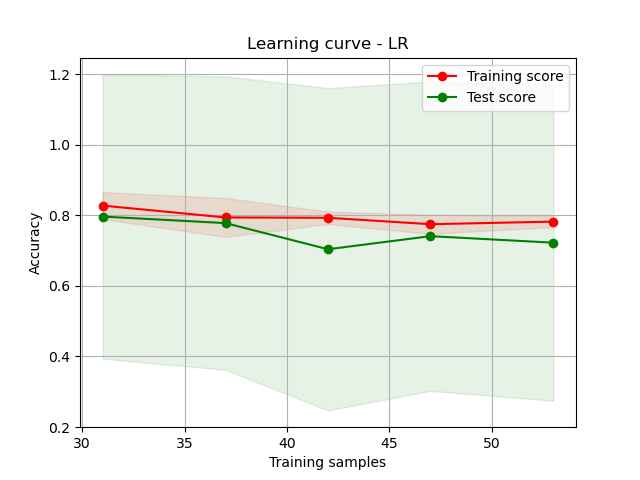 Learning curve - LR
Training score
Test score
1.2
1.0
0.8
0.6
0.4
0.2
Accuracy
30 35 40 45 50
Training samples